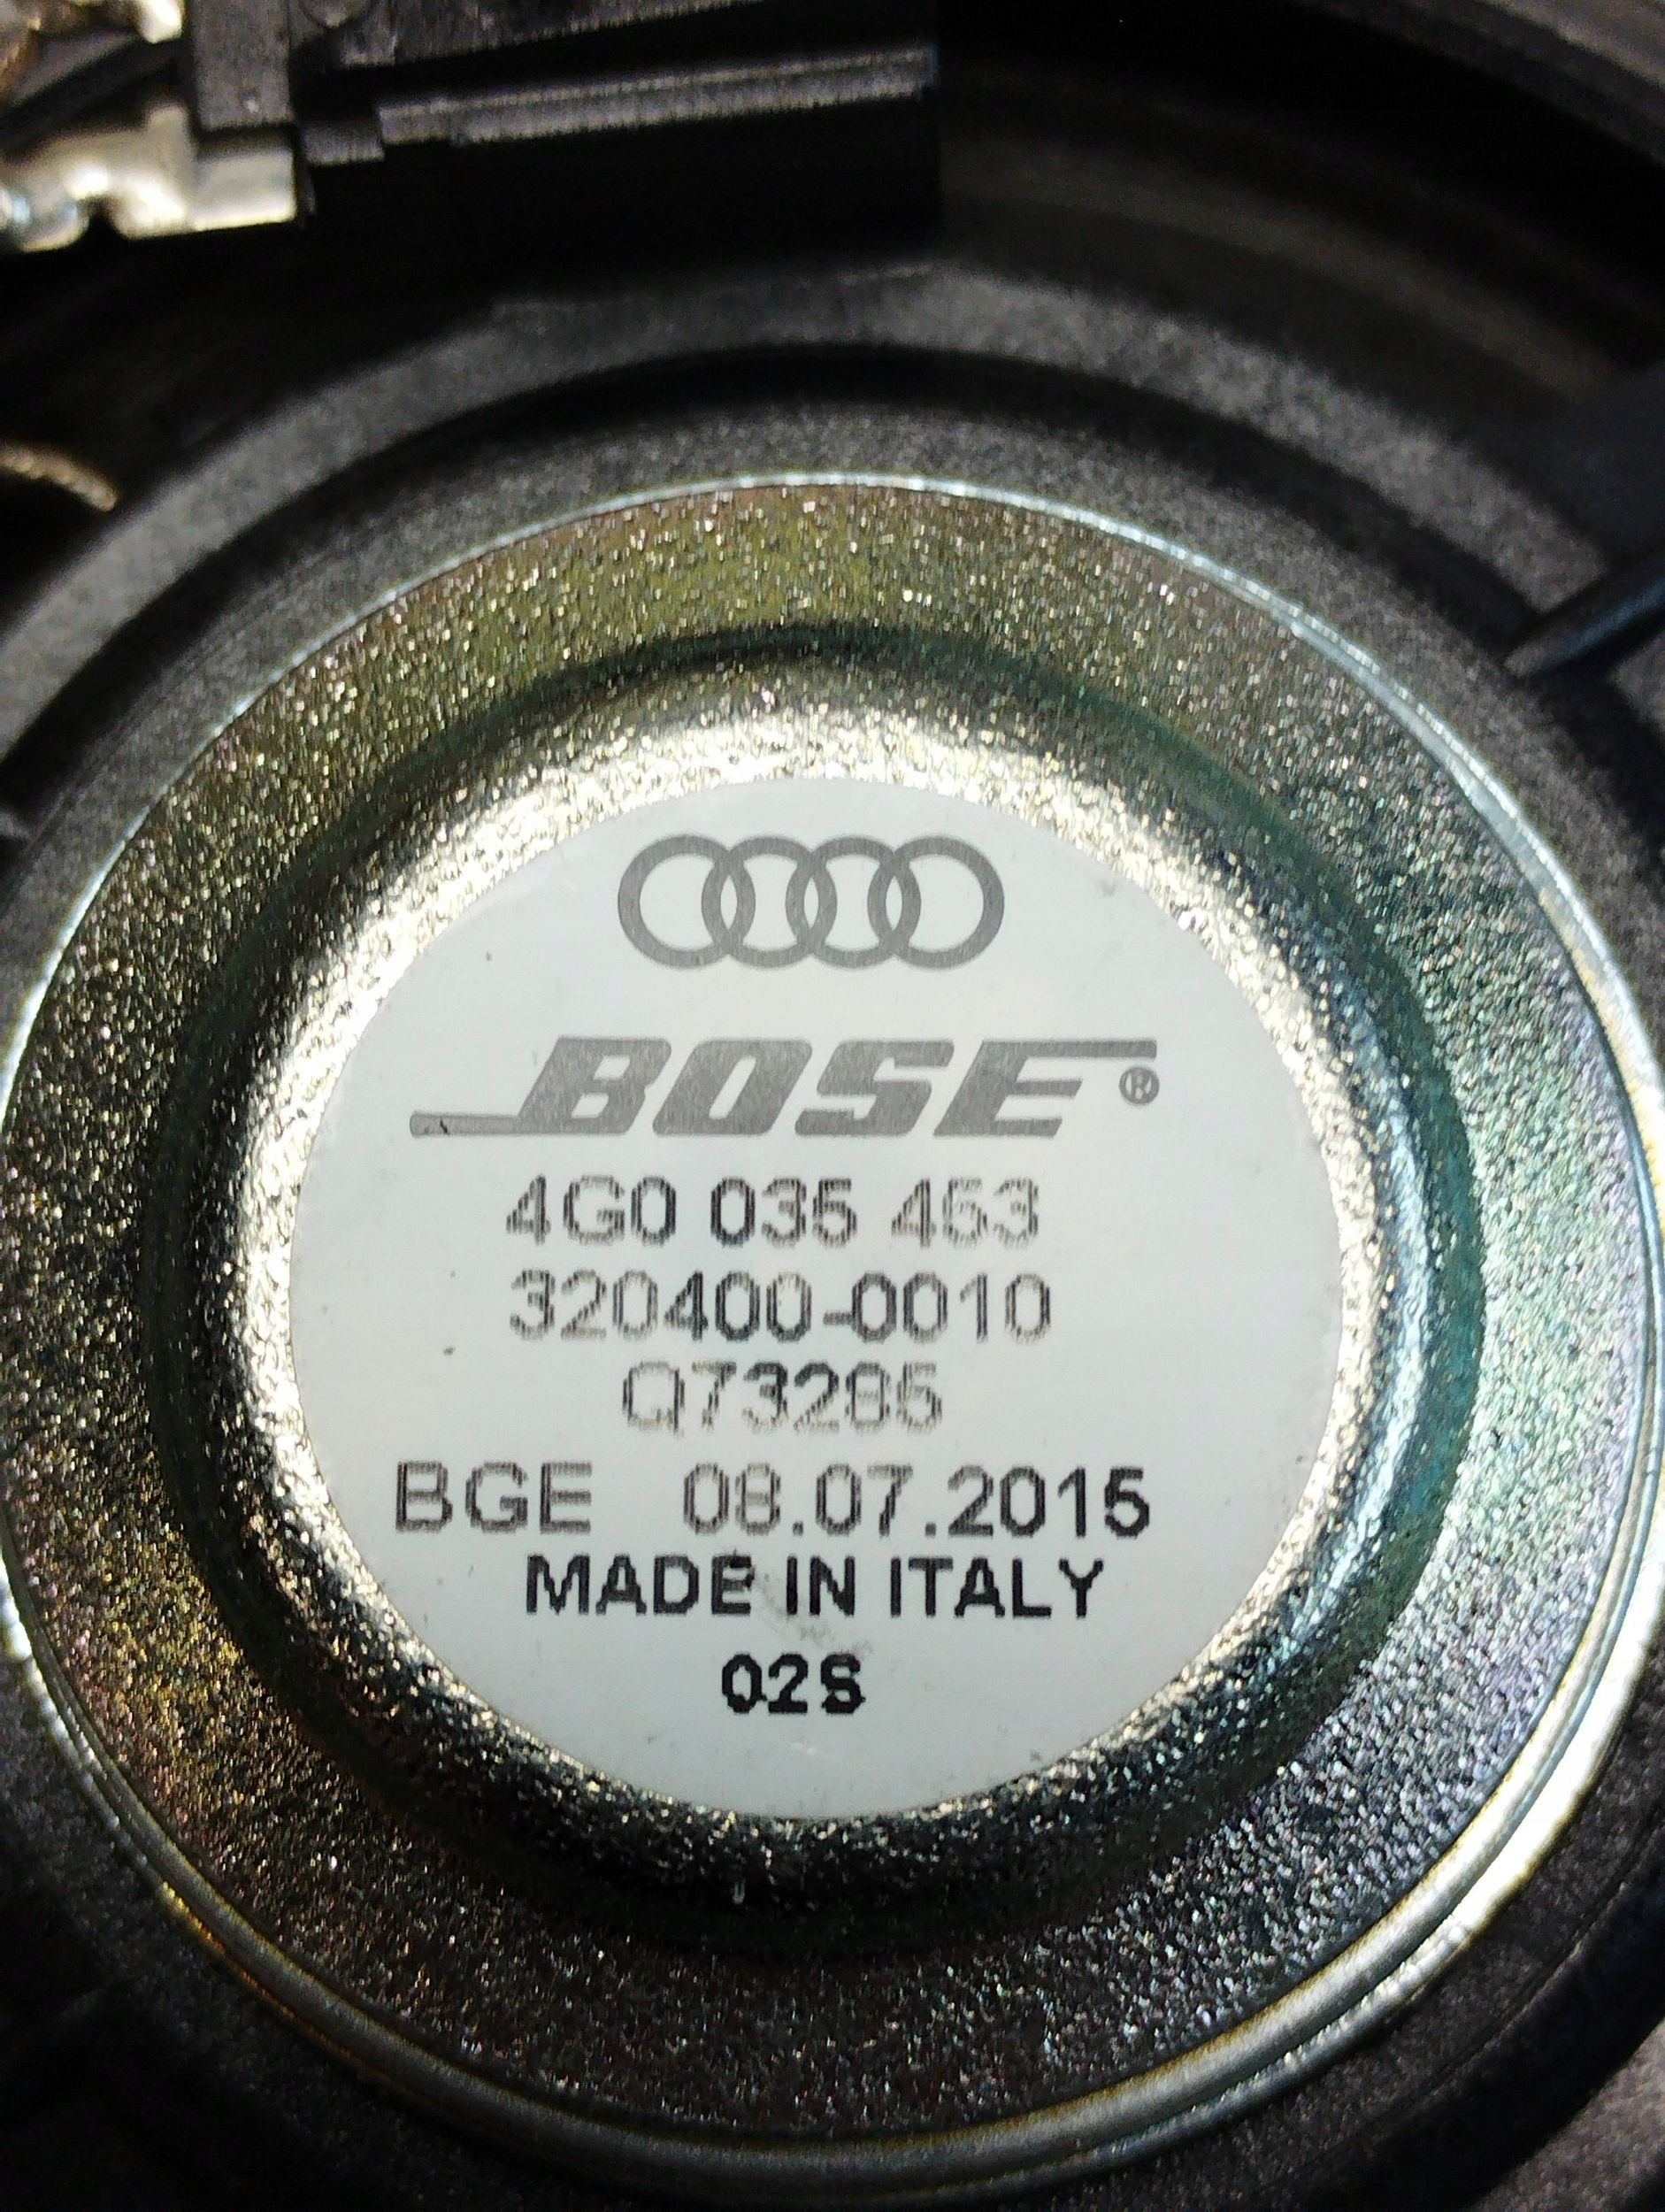 BOSE®
4G0 035 453
320400-0010
Q73285
BGE 08.07.2015
MADE IN ITALY
02S